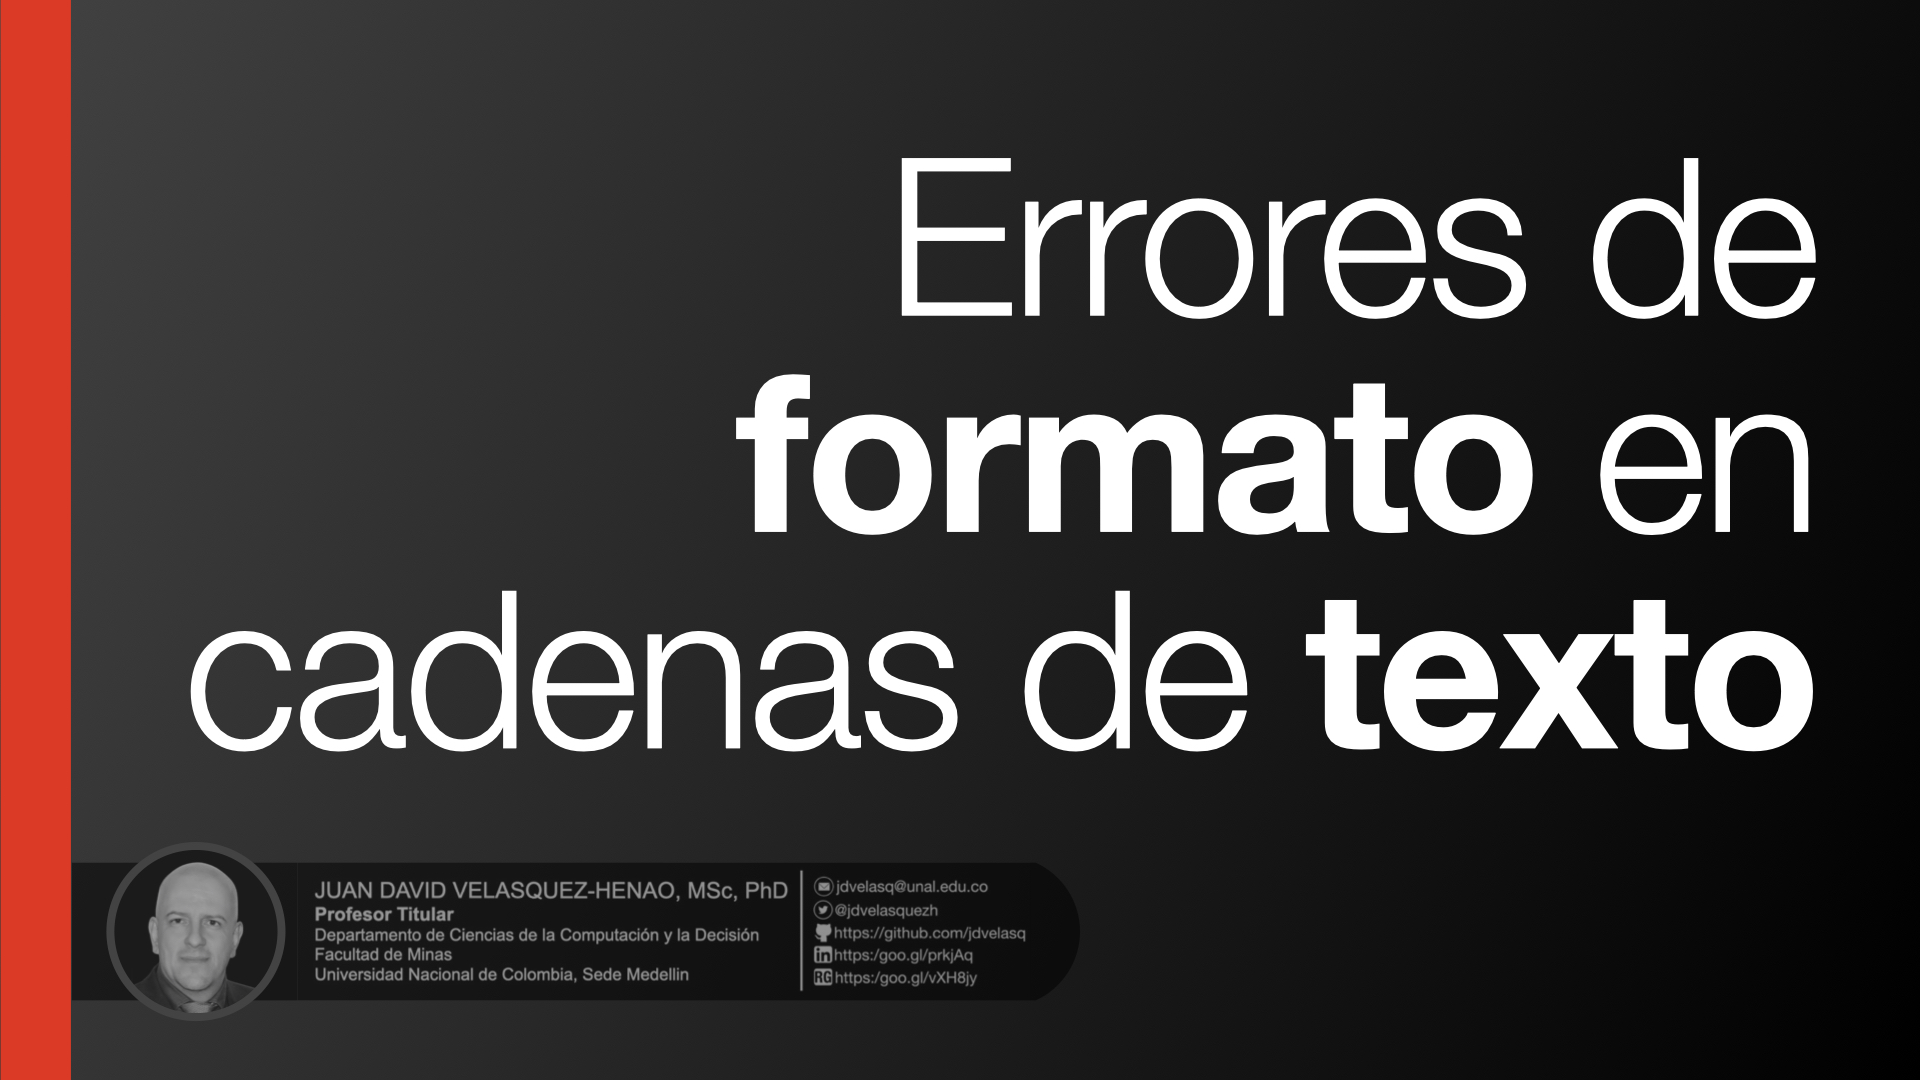 Errores de
formato en
cadenas de texto
JUAN DAVID VELASQUEZ-HENAO, MSc, PhD
Profesor Titular
Departamento de Ciencias de la Computación y la Decisión
Facultad de Minas
Universidad Nacional de Colombia, Sede Medellin
jdvelasq@unal.edu.co
@jdvelasquezh
https://github.com/jdvelasq
in https:/goo.gl/prkjAq
RG https:/goo.gl/vXH8jy